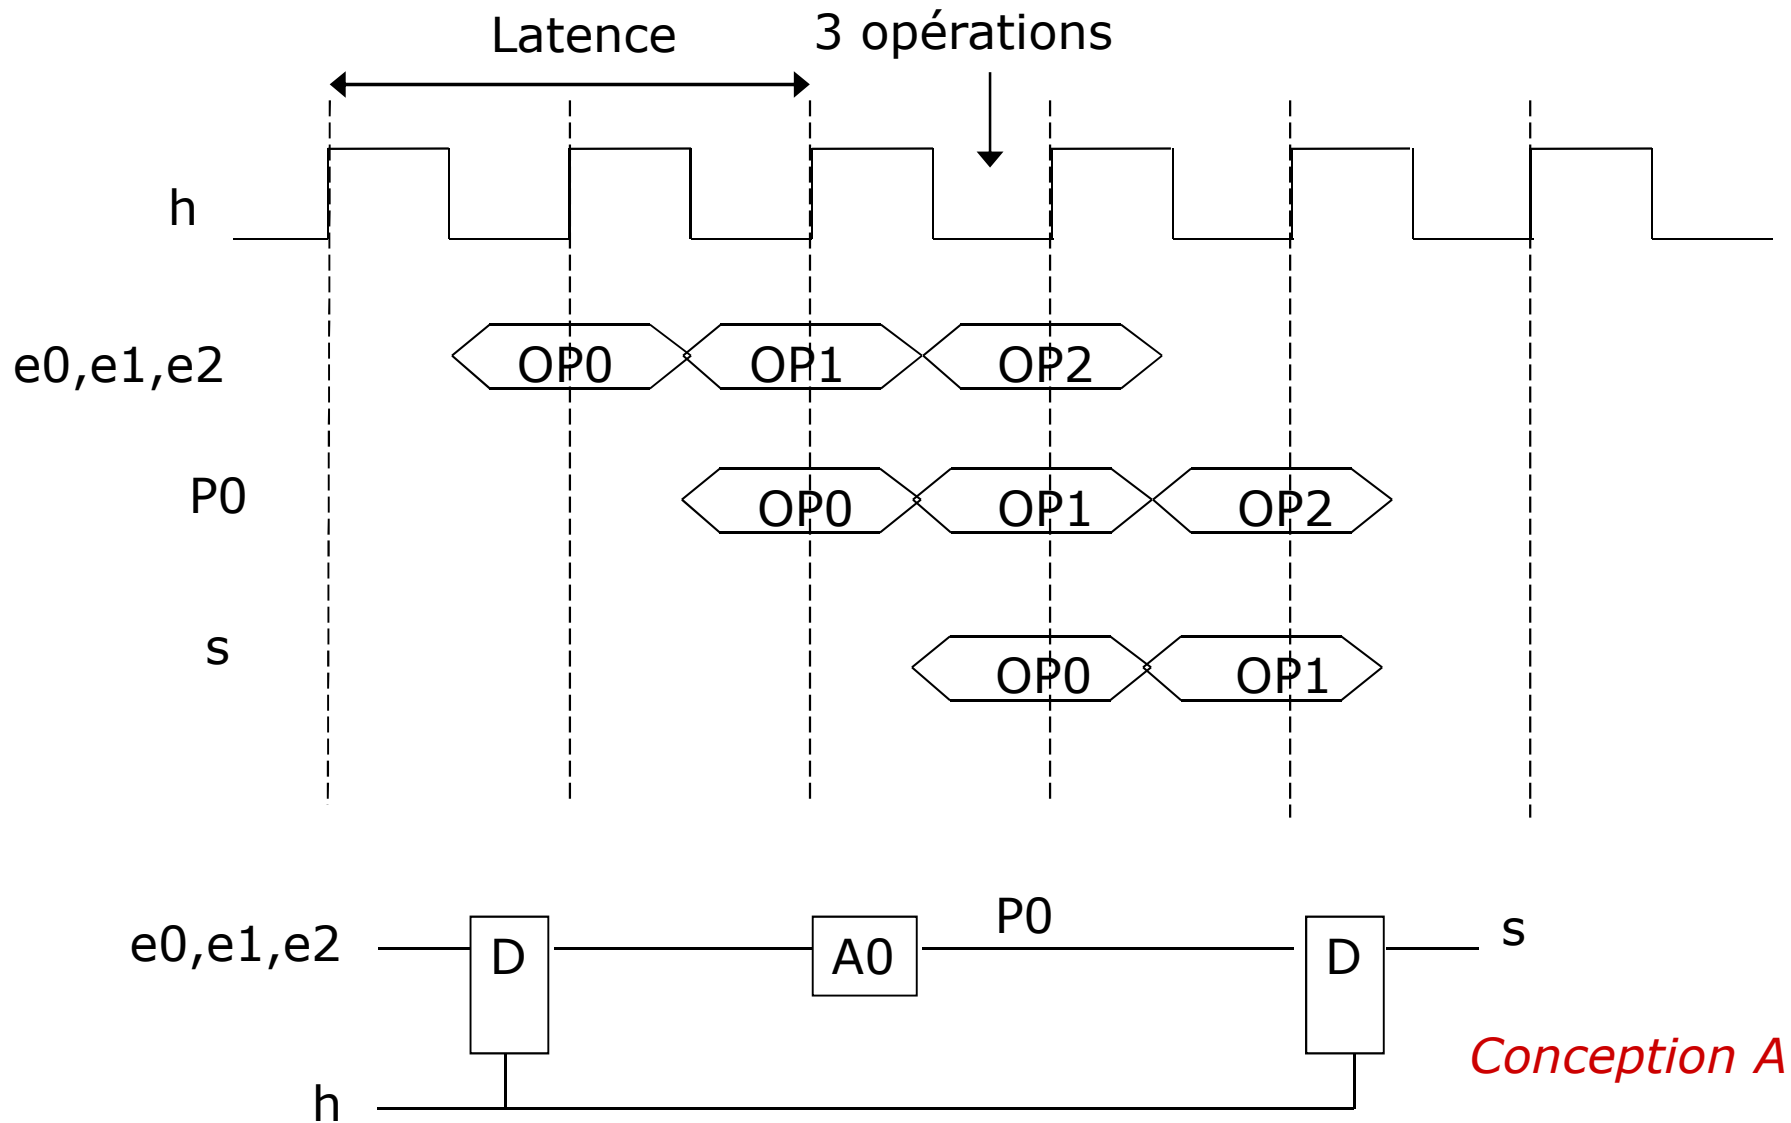 Latence 3 opérations
h
e0,e1,e2 OP0 OP1 OP2
P0 OP0 OP1 OP2
s OP0 OP1
e0,e1,e2 D A0 P0 D s
Conception A
h